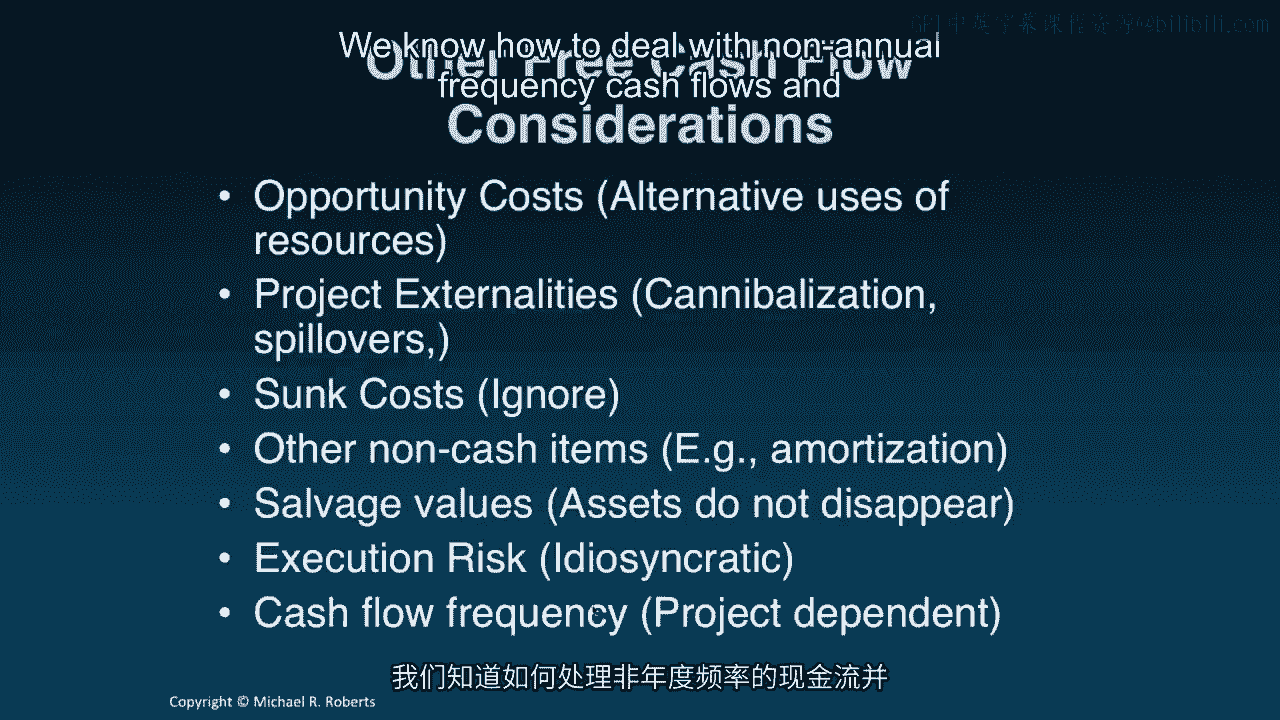 GPT中英字幕课程资源@bilibili.com
We know how to deal with non-annual
frequency cash flows and
Other Free Cash Flow
Considerations
• Opportunity Costs (Alternative uses of
resources)
• Project Externalities (Cannibalization,
spillovers,)
• Sunk Costs (Ignore)
• Other non-cash items (E.g., amortization)
• Salvage values (Assets do not disappear)
• Execution Risk (Idiosyncratic)
• Cash flow frequency (Project dependent)
我们知道如何处理非年度频率的现金流并
Copyright © Michael R. Roberts